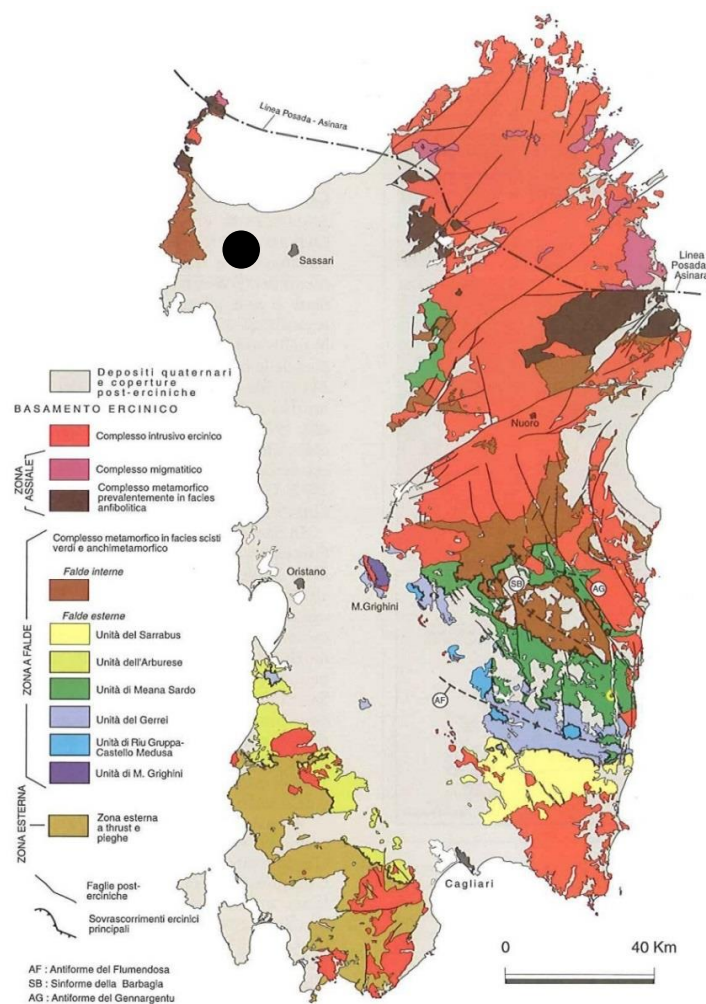 Linea Posada - Asinara
Sassari
Linea
Posada
Asinara
Depositi quaternari
e coperture
post-erciniche
BASAMENTO ERCINICO
Nuoro
Complesso intrusivo ercinico
ZONA
ASSIALE
Complesso migmatitico
Complesso metamorfico
prevalentemente in facies
anfibolitica
Complesso metamorfico in facies scisti
verdi e anchimetamorfico
ZONA A FALDE
Falde interne
Oristano
M.Grighini
SB
AG
Falde esterne
Unità del Sarrabus
Unità dell'Arburese
Unità di Meana Sardo
AF
Unità del Gerrei
Unità di Riu Gruppa-
Castello Medusa
Unità di M. Grighini
ZONA ESTERNA
Zona esterna
a thrust e
pieghe
Cagliari
Faglie post-
erciniche
Sovrascorrimenti ercinici
principali
0 40 Km
AF : Antiforme del Flumendosa
SB : Sinforme della Barbagia
AG : Antiforme del Gennargentu